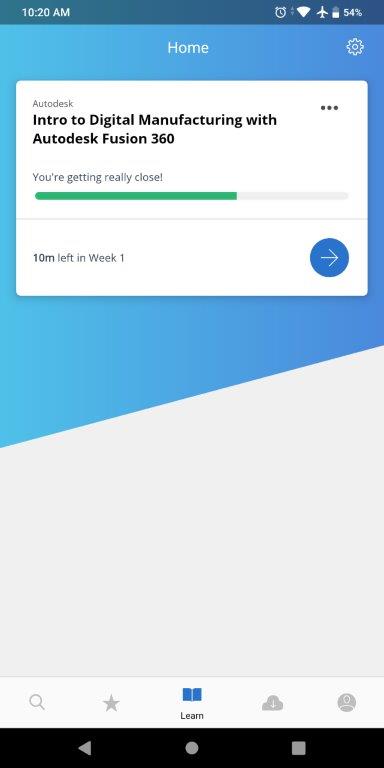 10:20 AM
54%
Home
Autodesk
Intro to Digital Manufacturing with
Autodesk Fusion 360
You're getting really close!
10m left in Week 1
Learn